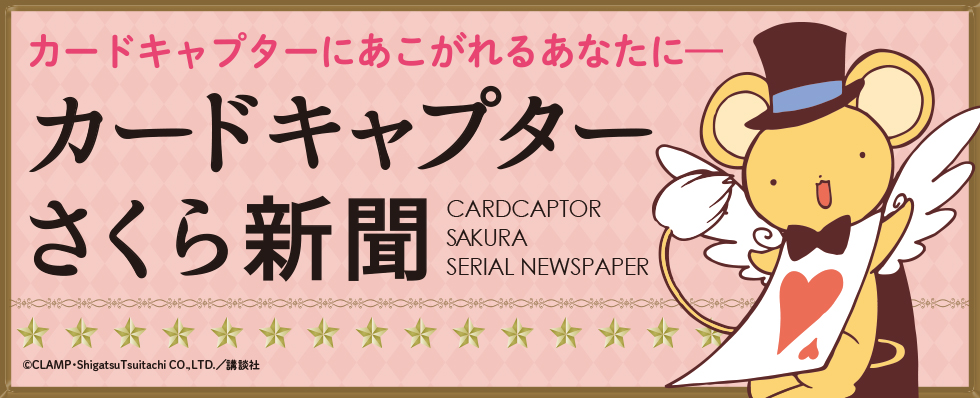 カードキャプターにあこがれるあなたに―
カードキャプター
さくら新聞
CARDCAPTOR
SAKURA
SERIAL NEWSPAPER
©CLAMP・ShigatsuTsuitachi CO.,LTD.／講談社